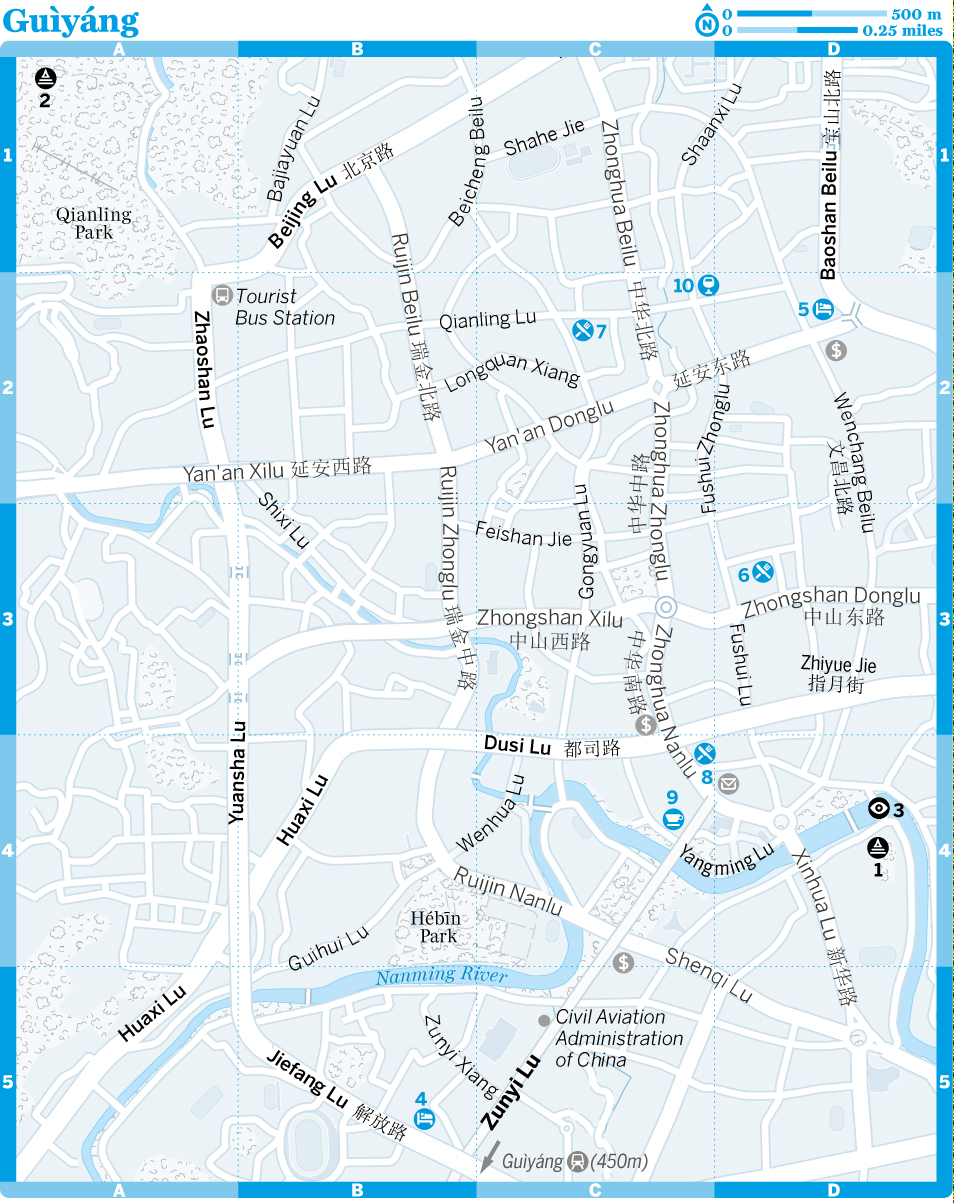 Guìyáng
N
0 500 m
0 0.25 miles
A B C D
1
2
3
4
5
1
2
3
4
5
A B C D
2
Qianling
Park
Bajiayuan Lu
Beijing Lu 北京路
Beicheng Beilu
Shahe Jie
Zhonghua Beilu 中华北路
Shaanxi Lu
Baoshan Beilu 宝山北路
Tourist
Bus Station
Zhaoshan Lu
Ruijin Beilu 瑞金北路
Qianling Lu
7
10
5
$
Longquan Xiang
延安东路
Yan'an Donglu
Yan'an Xilu 延安西路
Zhonghua Zhonglu
中华中路
Fushui Zhonglu
Wenchang Beilu
文昌北路
Shixi Lu
Ruijin Zhonglu 瑞金中路
Feishan Jie
Gongyuan Lu
6
Zhongshan Xilu
中山西路
Zhongshan Donglu
中山东路
Zhonghua Nanlu
中华南路
Fushui Lu
Zhiyue Jie
指月街
$
Dusi Lu 都司路
8
9
3
1
Yuansha Lu
Huaxi Lu
Wenhua Lu
Yangming Lu
Xinhua Lu 新华路
Ruijin Nanlu
Hébīn
Park
Guihui Lu
Nanming River
$
Shenqi Lu
Huaxi Lu
Civil Aviation
Administration
of China
Zunyi Xiang
Zunyi Lu
Jiefang Lu 解放路
4
Guìyáng (450m)